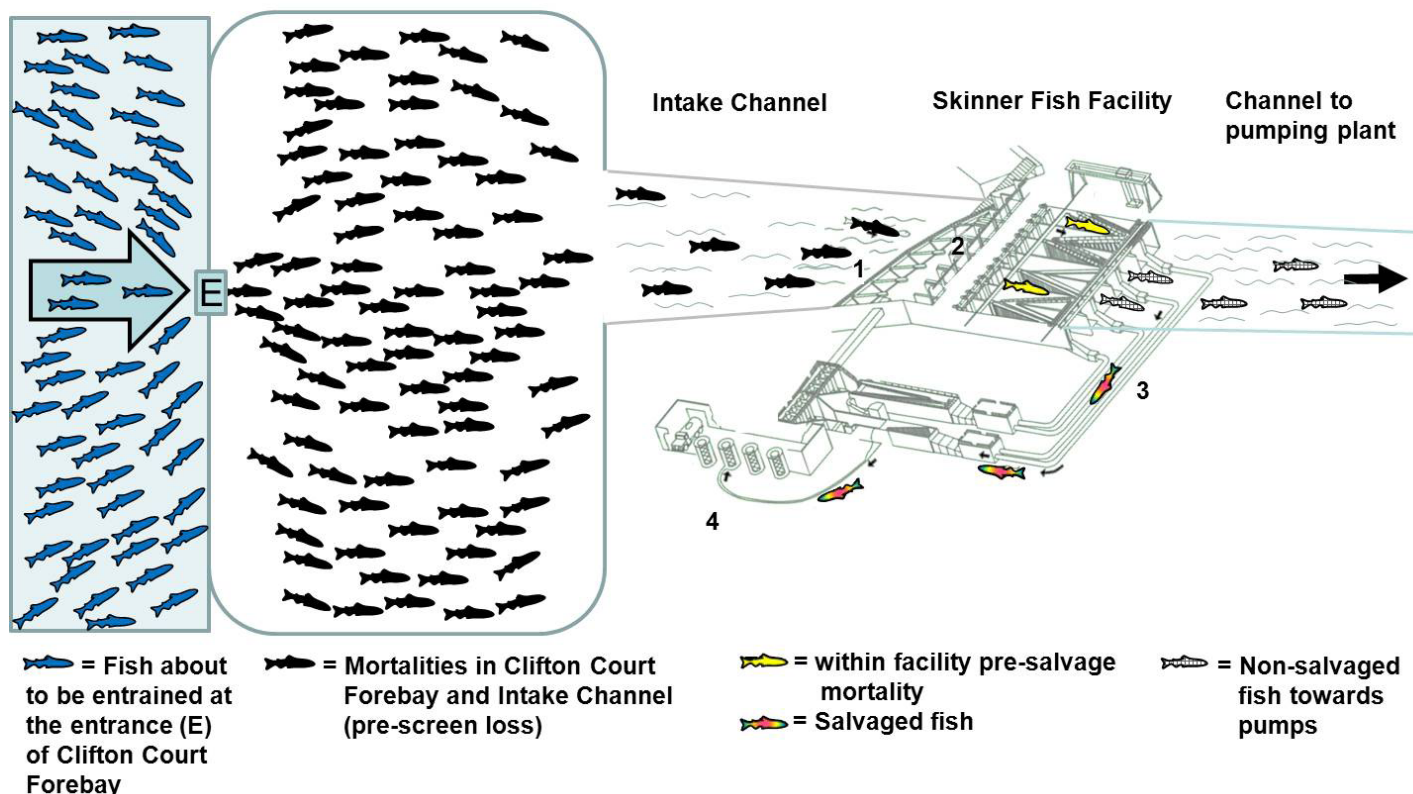 Intake Channel
Skinner Fish Facility
Channel to
pumping plant
E
1
2
3
4
= Fish about
to be entrained at
the entrance (E)
of Clifton Court
Forebay
= Mortalities in Clifton Court
Forebay and Intake Channel
(pre-screen loss)
= within facility pre-salvage
mortality
= Salvaged fish
= Non-salvaged
fish towards
pumps